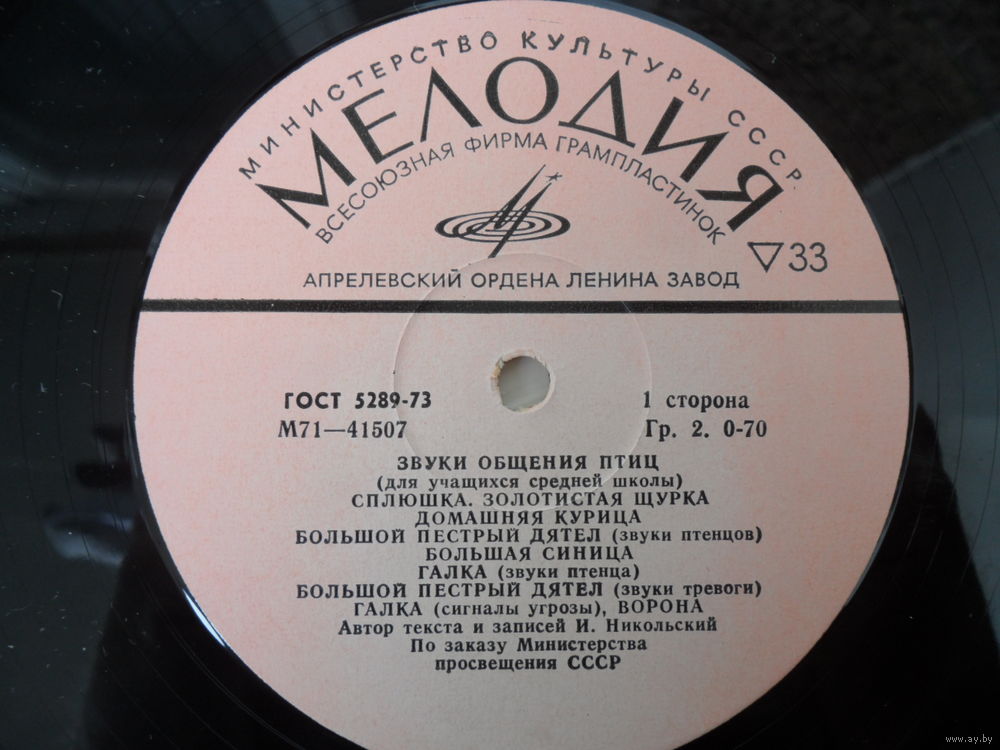 МИНИСТЕРСТВО КУЛЬТУРЫ СССР
МЕЛОДИЯ
ВСЕСОЮЗНАЯ ФИРМА ГРАМПЛАСТИНОК
33
АПРЕЛЕВСКИЙ ОРДЕНА ЛЕНИНА ЗАВОД
ГОСТ 5289-73
1 сторона
М71—41507
Гр. 2. 0-70
ЗВУКИ ОБЩЕНИЯ ПТИЦ
(для учащихся средней школы)
СПЛЮШКА. ЗОЛОТИСТАЯ ЩУРКА
ДОМАШНЯЯ КУРИЦА
БОЛЬШОЙ ПЕСТРЫЙ ДЯТЕЛ (звуки птенцов)
БОЛЬШАЯ СИНИЦА
ГАЛКА (звуки птенца)
БОЛЬШОЙ ПЕСТРЫЙ ДЯТЕЛ (звуки тревоги)
ГАЛКА (сигналы угрозы), ВОРОНА
Автор текста и записей И. Никольский
По заказу Министерства
просвещения СССР
www.ay.by